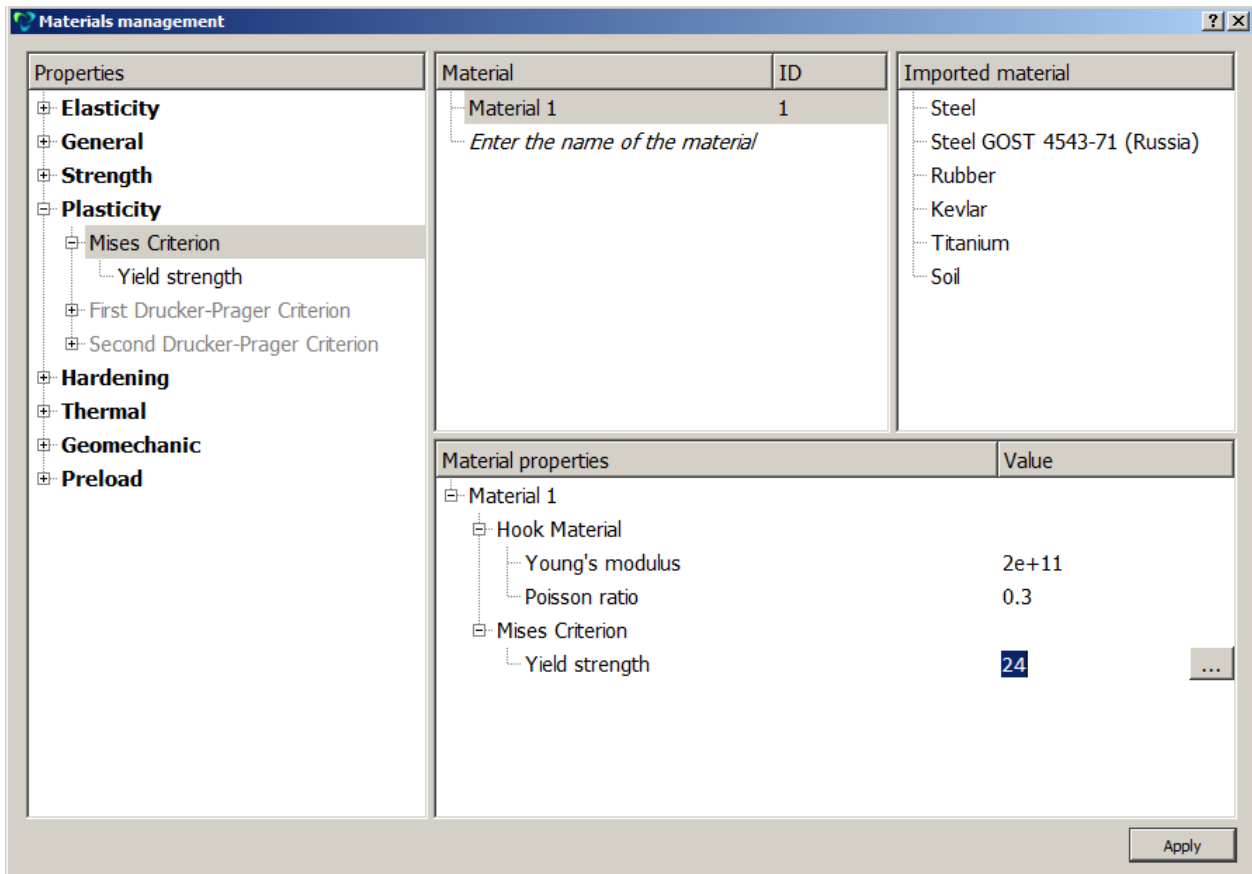 Materials management
Properties
Elasticity
General
Strength
Plasticity
Mises Criterion
Yield strength
First Drucker-Prager Criterion
Second Drucker-Prager Criterion
Hardening
Thermal
Geomechanic
Preload
Material ID
Material 1 1
Enter the name of the material
Imported material
Steel
Steel GOST 4543-71 (Russia)
Rubber
Kevlar
Titanium
Soil
Material properties Value
Material 1
Hook Material
Young's modulus 2e+11
Poisson ratio 0.3
Mises Criterion
Yield strength 24 ...
Apply